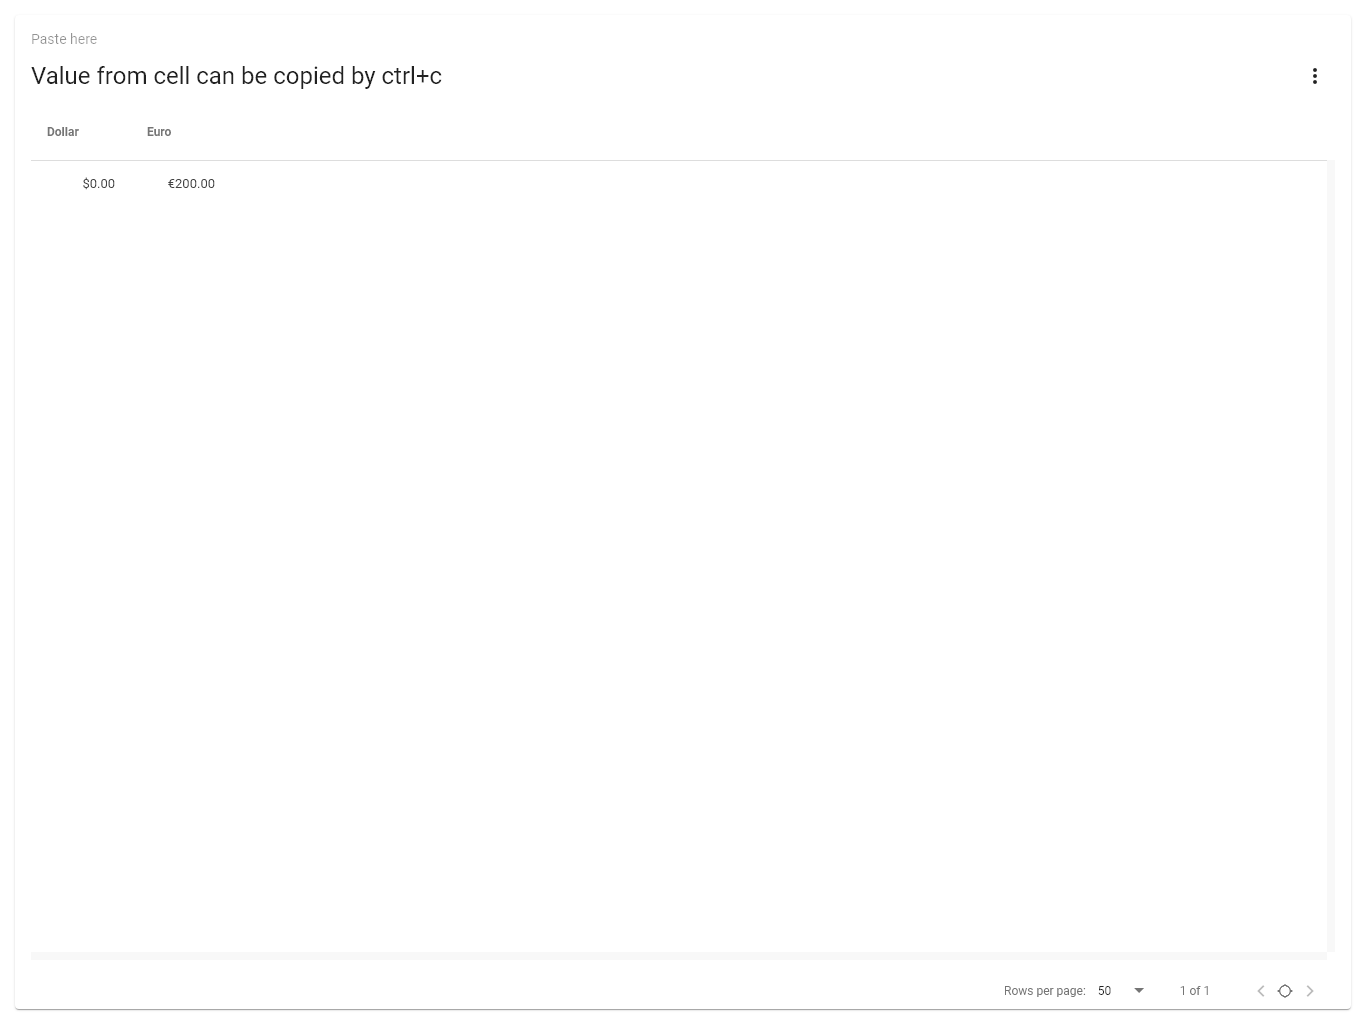 Paste here
Value from cell can be copied by ctrl+c
Dollar Euro
$0.00 €200.00
Rows per page: 50 1 of 1